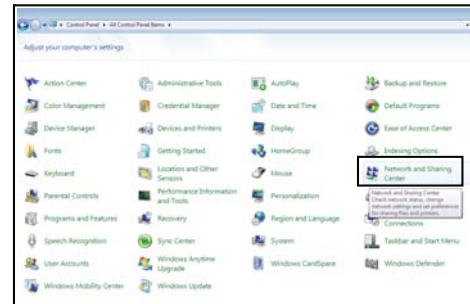 Control Panel ▸ All Control Panel Items ▸
Adjust your computer's settings
Action Center
Administrative Tools
AutoPlay
Backup and Restore
Color Management
Credential Manager
Date and Time
Default Programs
Device Manager
Devices and Printers
Display
Ease of Access Center
Fonts
Getting Started
HomeGroup
Indexing Options
Keyboard
Location and Other
Sensors
Mouse
Network and Sharing
Center
Parental Controls
Performance Information
and Tools
Personalization
Network and Sharing Center
Check network status, change
network settings and set preferences
for sharing files and printers.
Programs and Features
Recovery
Region and Language
Connections
Speech Recognition
Sync Center
System
Taskbar and Start Menu
User Accounts
Windows Anytime
Upgrade
Windows CardSpace
Windows Defender
Windows Mobility Center
Windows Update